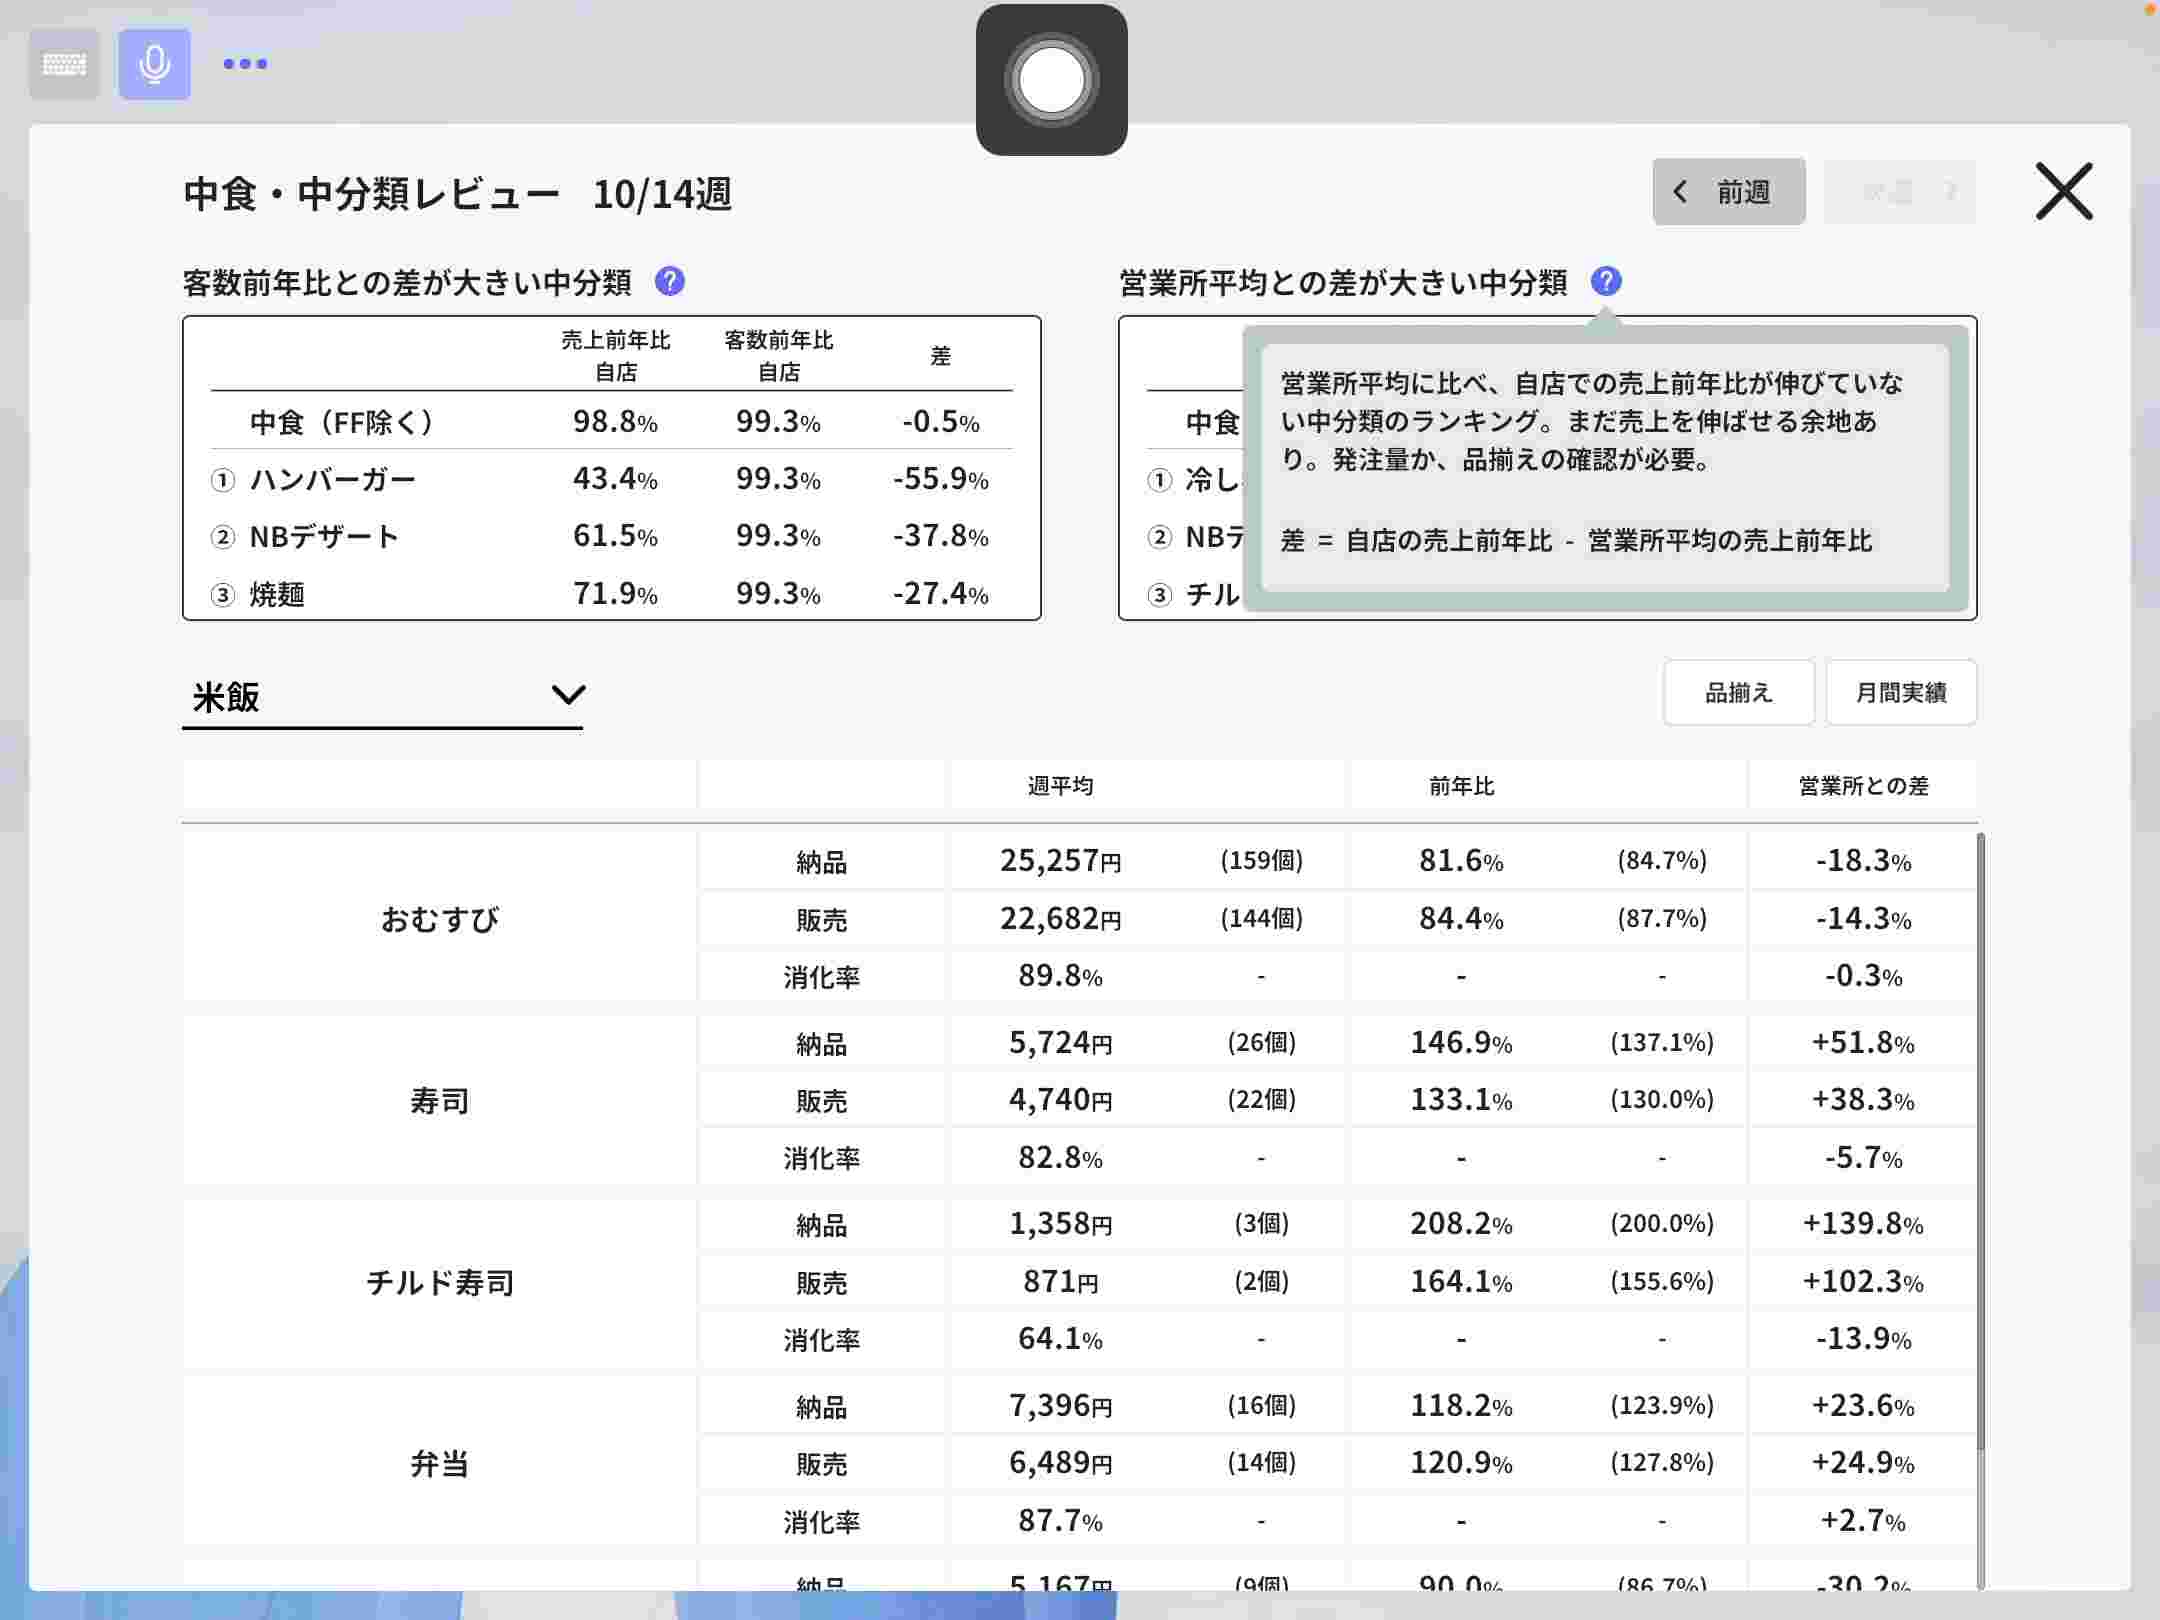 中食・中分類レビュー 10/14週
前週
客数前年比との差が大きい中分類 ?
売上前年比 自店 客数前年比 自店 差
中食（FF除く） 98.8% 99.3% -0.5%
① ハンバーガー 43.4% 99.3% -55.9%
② NBデザート 61.5% 99.3% -37.8%
③ 焼麺 71.9% 99.3% -27.4%
営業所平均との差が大きい中分類 ?
中食
① 冷し
② NBデ
③ チル
営業所平均に比べ、自店での売上前年比が伸びていな
い中分類のランキング。まだ売上を伸ばせる余地あ
り。発注量か、品揃えの確認が必要。
差 = 自店の売上前年比 - 営業所平均の売上前年比
米飯
品揃え 月間実績
週平均 前年比 営業所との差
おむすび
納品 25,257円 (159個) 81.6% (84.7%) -18.3%
販売 22,682円 (144個) 84.4% (87.7%) -14.3%
消化率 89.8% - - - -0.3%
寿司
納品 5,724円 (26個) 146.9% (137.1%) +51.8%
販売 4,740円 (22個) 133.1% (130.0%) +38.3%
消化率 82.8% - - - -5.7%
チルド寿司
納品 1,358円 (3個) 208.2% (200.0%) +139.8%
販売 871円 (2個) 164.1% (155.6%) +102.3%
消化率 64.1% - - - -13.9%
弁当
納品 7,396円 (16個) 118.2% (123.9%) +23.6%
販売 6,489円 (14個) 120.9% (127.8%) +24.9%
消化率 87.7% - - - +2.7%
納品 5,167円 (9個) 90.0% (86.7%) -30.2%